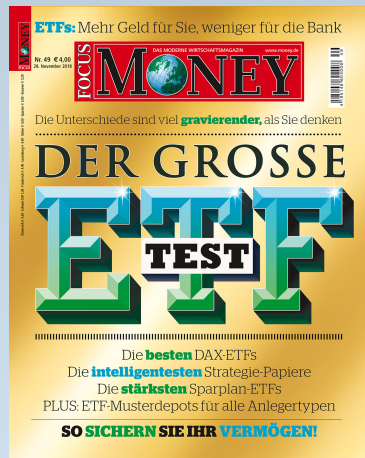 ETFs: Mehr Geld für Sie, weniger für die Bank
DAS MODERNE WIRTSCHAFTSMAGAZIN www.money.de
Nr. 49 € 4,00
28. November 2018
FOCUS
MONEY
Die Unterschiede sind viel gravierender, als Sie denken
DER GROSSE
ETF
TEST
Die besten DAX-ETFs
Die intelligentesten Strategie-Papiere
Die stärksten Sparplan-ETFs
PLUS: ETF-Musterdepots für alle Anlegertypen
SO SICHERN SIE IHR VERMÖGEN!